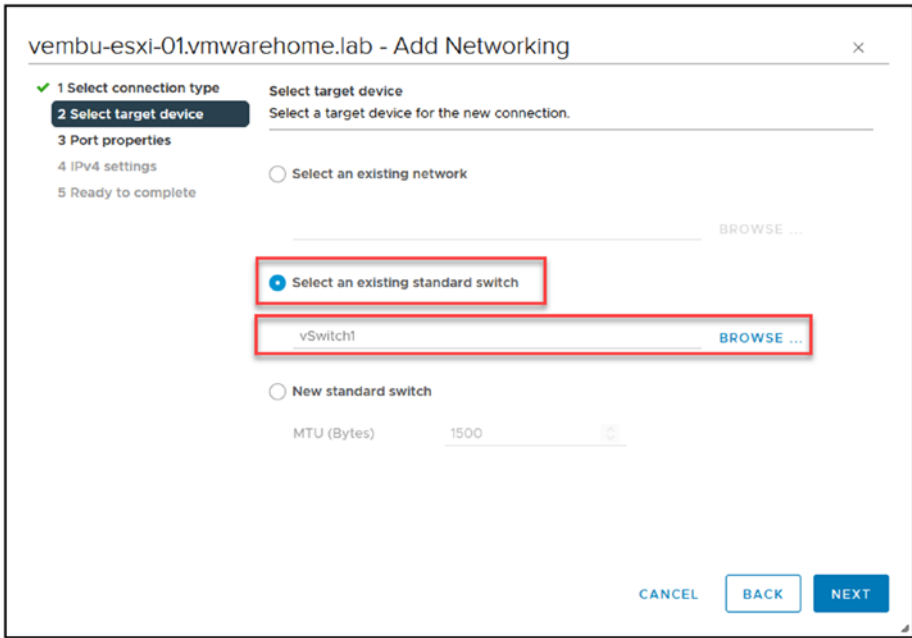 vembu-esxi-01.vmwarehome.lab - Add Networking
1 Select connection type
2 Select target device
3 Port properties
4 IPv4 settings
5 Ready to complete
Select target device
Select a target device for the new connection.
Select an existing network
BROWSE ...
Select an existing standard switch
vSwitch1
BROWSE ...
New standard switch
MTU (Bytes) 1500
CANCEL BACK NEXT